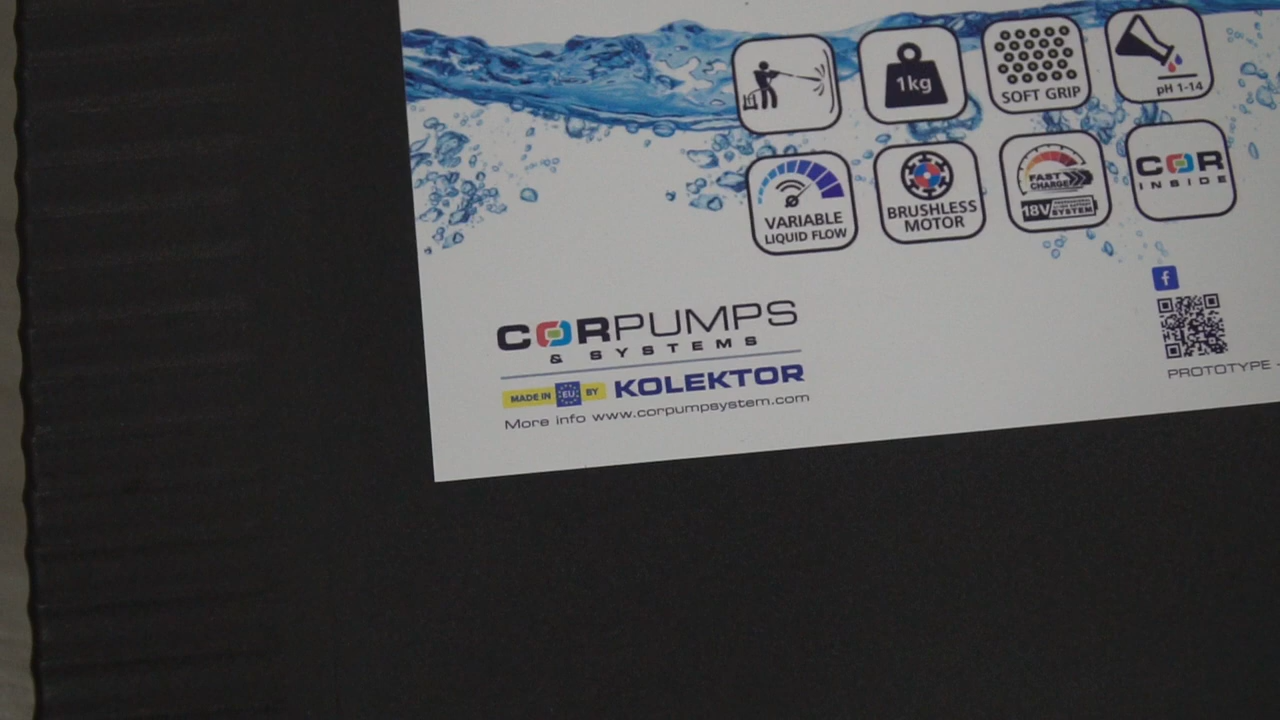 1kg
SOFT GRIP
pH 1-14
VARIABLE
LIQUID FLOW
BRUSHLESS
MOTOR
FAST
CHARGE
18V
SYSTEM
COR
INSIDE
CORPUMPS
& SYSTEMS
MADE IN EU BY KOLEKTOR
More info www.corpumpsystem.com
f
PROTOTYPE -